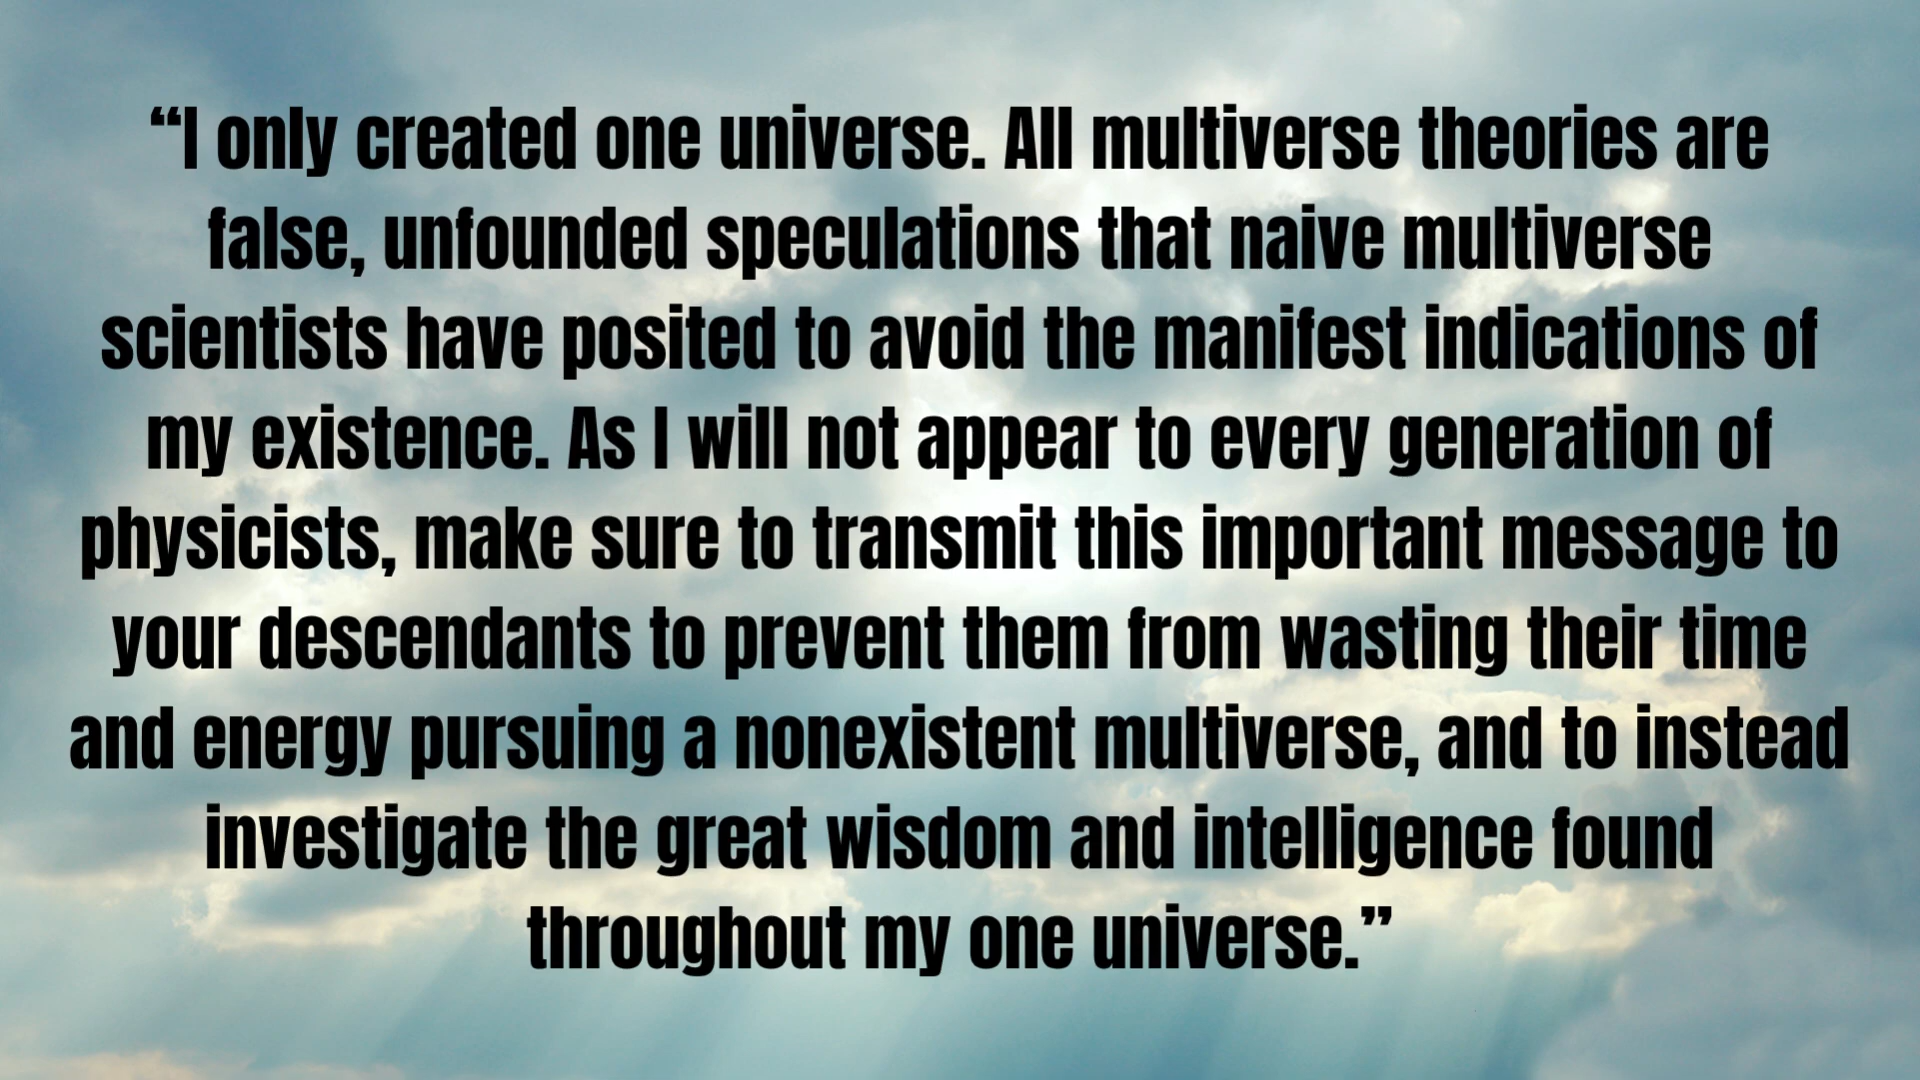 “I only created one universe. All multiverse theories are
false, unfounded speculations that naive multiverse
scientists have posited to avoid the manifest indications of
my existence. As I will not appear to every generation of
physicists, make sure to transmit this important message to
your descendants to prevent them from wasting their time
and energy pursuing a nonexistent multiverse, and to instead
investigate the great wisdom and intelligence found
throughout my one universe.”